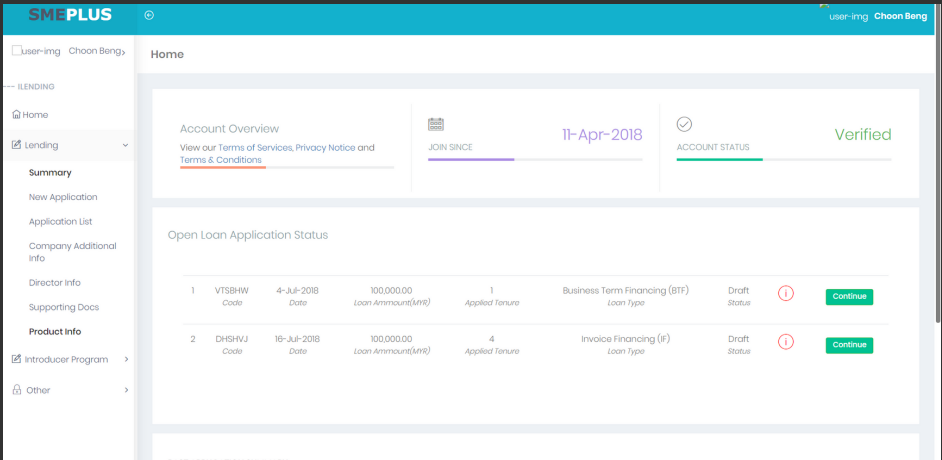 SMEPLUS
user-img Choon Beng
user-img Choon Beng
Home
--- ILENDING
Home
Lending
Summary
New Application
Application List
Company Additional
Info
Director Info
Supporting Docs
Product Info
Introducer Program
Other
Account Overview
View our Terms of Services, Privacy Notice and
Terms & Conditions
11-Apr-2018
JOIN SINCE
Verified
ACCOUNT STATUS
Open Loan Application Status
1 VTSBHW 4-Jul-2018 100,000.00 1 Business Term Financing (BTF) Draft Continue
Code Date Loan Ammount(MYR) Applied Tenure Loan Type Status
2 DHSHVJ 16-Jul-2018 100,000.00 4 Invoice Financing (IF) Draft Continue
Code Date Loan Ammount(MYR) Applied Tenure Loan Type Status